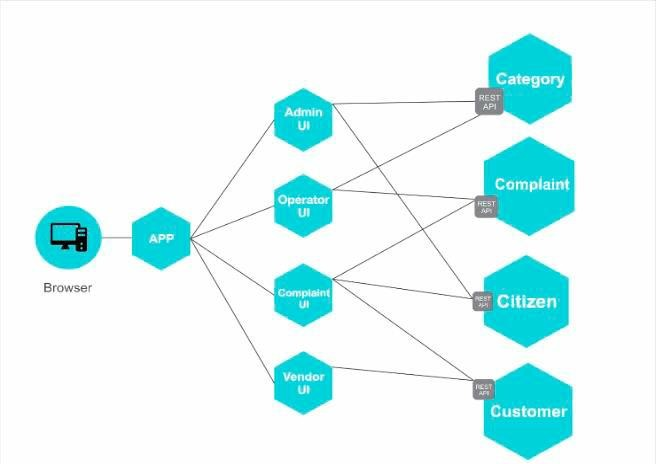 Browser
APP
Admin
UI
Operator
UI
Complaint
UI
Vendor
UI
REST
API
Category
REST
API
Complaint
REST
API
Citizen
REST
API
Customer